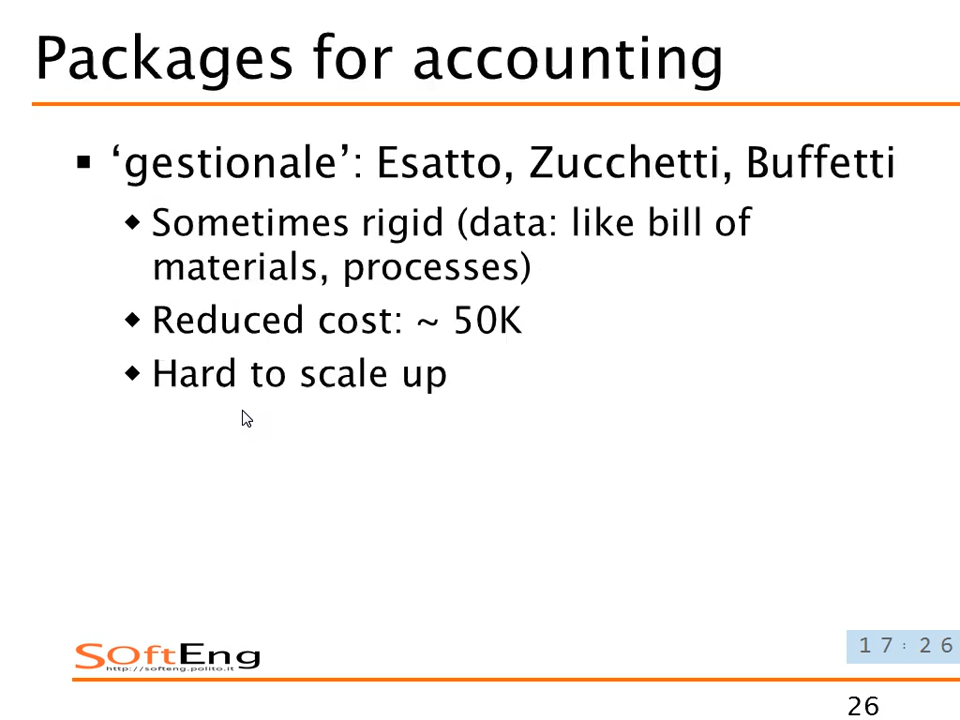 Packages for accounting
▪ ‘gestionale’: Esatto, Zucchetti, Buffetti
◆ Sometimes rigid (data: like bill of
materials, processes)
◆ Reduced cost: ~ 50K
◆ Hard to scale up
SOftEng
http://softeng.polito.it
17:26
26